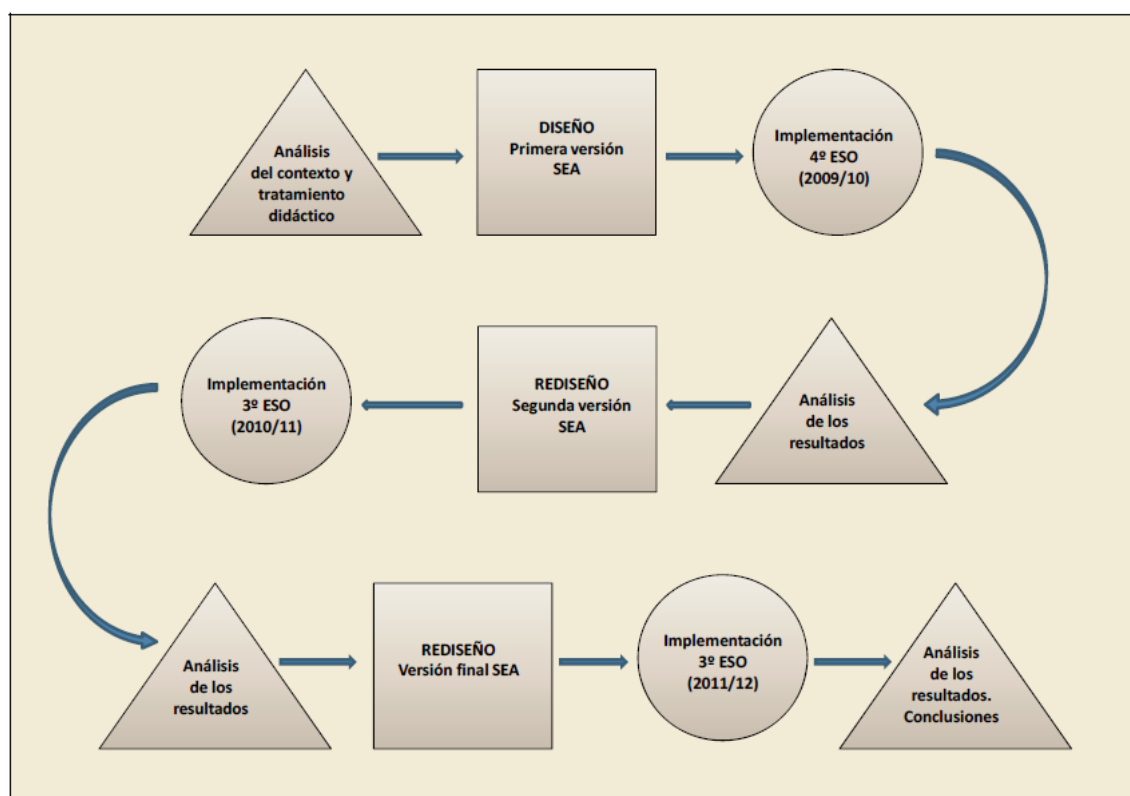 Análisis
del contexto y
tratamiento
didáctico
DISEÑO
Primera versión
SEA
Implementación
4º ESO
(2009/10)
Implementación
3º ESO
(2010/11)
REDISEÑO
Segunda versión
SEA
Análisis
de los
resultados
Análisis
de los
resultados
REDISEÑO
Versión final SEA
Implementación
3º ESO
(2011/12)
Análisis
de los
resultados.
Conclusiones